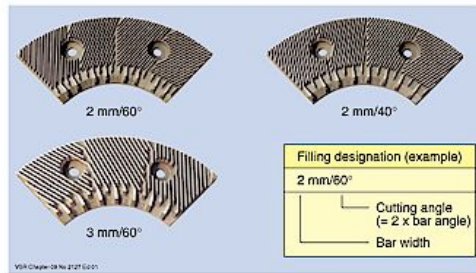 2 mm/60°
2 mm/40°
3 mm/60°
Filling designation (example)
2 mm/60°
Cutting angle
(= 2 x bar angle)
Bar width